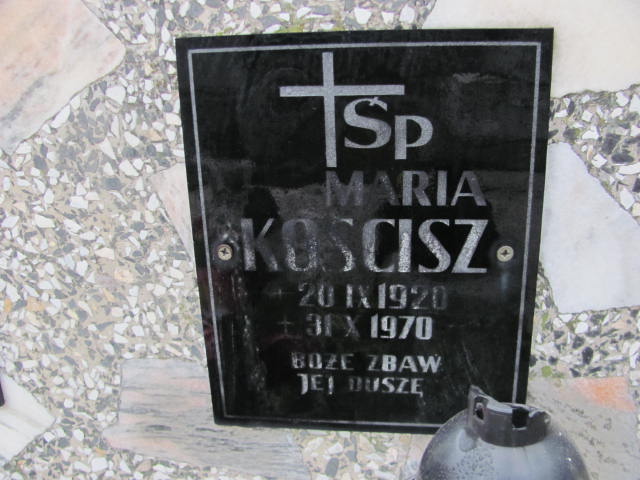 Śp
MARIA
KOŚCISZ
20 IX 1920
31 X 1970
BOŻE ZBAW
JEJ DUSZĘ